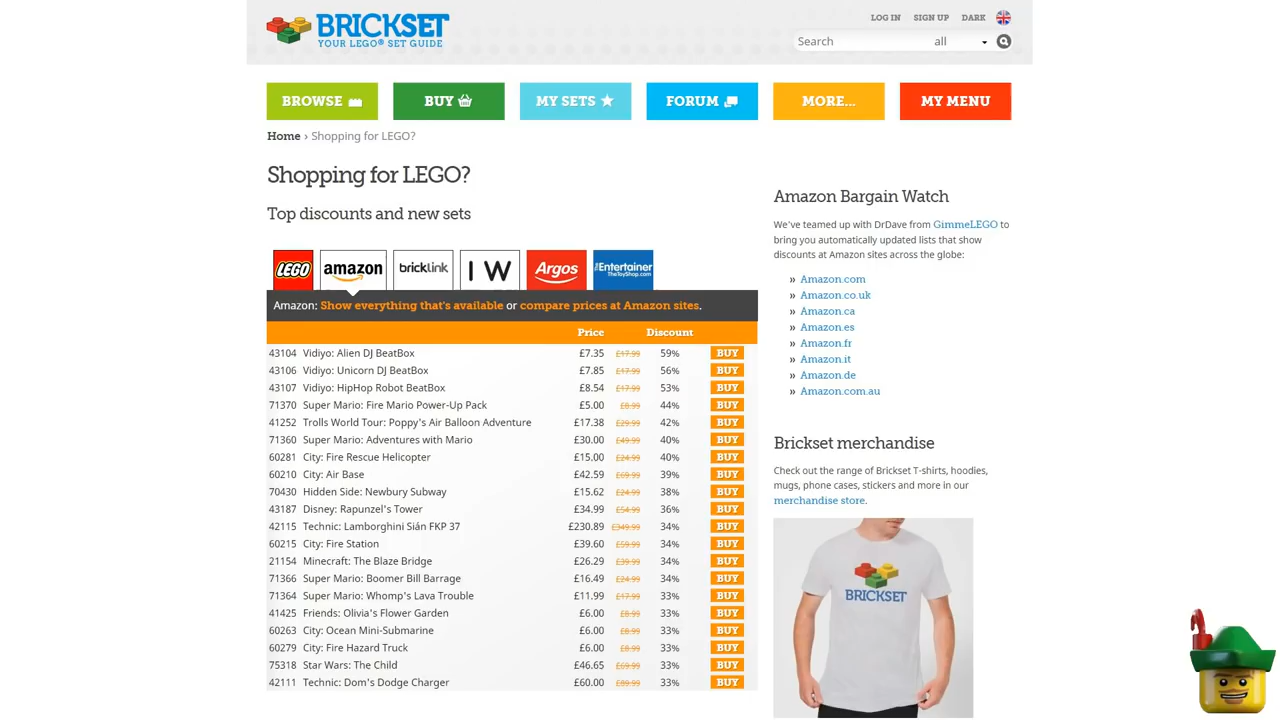 BRICKSET
YOUR LEGO® SET GUIDE
LOG IN SIGN UP DARK
Search all
BROWSE BUY MY SETS FORUM MORE... MY MENU
Home › Shopping for LEGO?
Shopping for LEGO?
Top discounts and new sets
LEGO amazon bricklink I W Argos the Entertainer TheToyShop.com
Amazon: Show everything that's available or compare prices at Amazon sites.
Price Discount
43104 Vidiyo: Alien DJ BeatBox £7.35 £17.99 59% BUY
43106 Vidiyo: Unicorn DJ BeatBox £7.85 £17.99 56% BUY
43107 Vidiyo: HipHop Robot BeatBox £8.54 £17.99 53% BUY
71370 Super Mario: Fire Mario Power-Up Pack £5.00 £8.99 44% BUY
41252 Trolls World Tour: Poppy's Air Balloon Adventure £17.38 £29.99 42% BUY
71360 Super Mario: Adventures with Mario £30.00 £49.99 40% BUY
60281 City: Fire Rescue Helicopter £15.00 £24.99 40% BUY
60210 City: Air Base £42.59 £69.99 39% BUY
70430 Hidden Side: Newbury Subway £15.62 £24.99 38% BUY
43187 Disney: Rapunzel's Tower £34.99 £54.99 36% BUY
42115 Technic: Lamborghini Sián FKP 37 £230.89 £349.99 34% BUY
60215 City: Fire Station £39.60 £59.99 34% BUY
21154 Minecraft: The Blaze Bridge £26.29 £39.99 34% BUY
71366 Super Mario: Boomer Bill Barrage £16.49 £24.99 34% BUY
71364 Super Mario: Whomp's Lava Trouble £11.99 £17.99 33% BUY
41425 Friends: Olivia's Flower Garden £6.00 £8.99 33% BUY
60263 City: Ocean Mini-Submarine £6.00 £8.99 33% BUY
60279 City: Fire Hazard Truck £6.00 £8.99 33% BUY
75318 Star Wars: The Child £46.65 £69.99 33% BUY
42111 Technic: Dom's Dodge Charger £60.00 £89.99 33% BUY
Amazon Bargain Watch
We've teamed up with DrDave from GimmeLEGO to
bring you automatically updated lists that show
discounts at Amazon sites across the globe:
» Amazon.com
» Amazon.co.uk
» Amazon.ca
» Amazon.es
» Amazon.fr
» Amazon.it
» Amazon.de
» Amazon.com.au
Brickset merchandise
Check out the range of Brickset T-shirts, hoodies,
mugs, phone cases, stickers and more in our
merchandise store.
BRICKSET